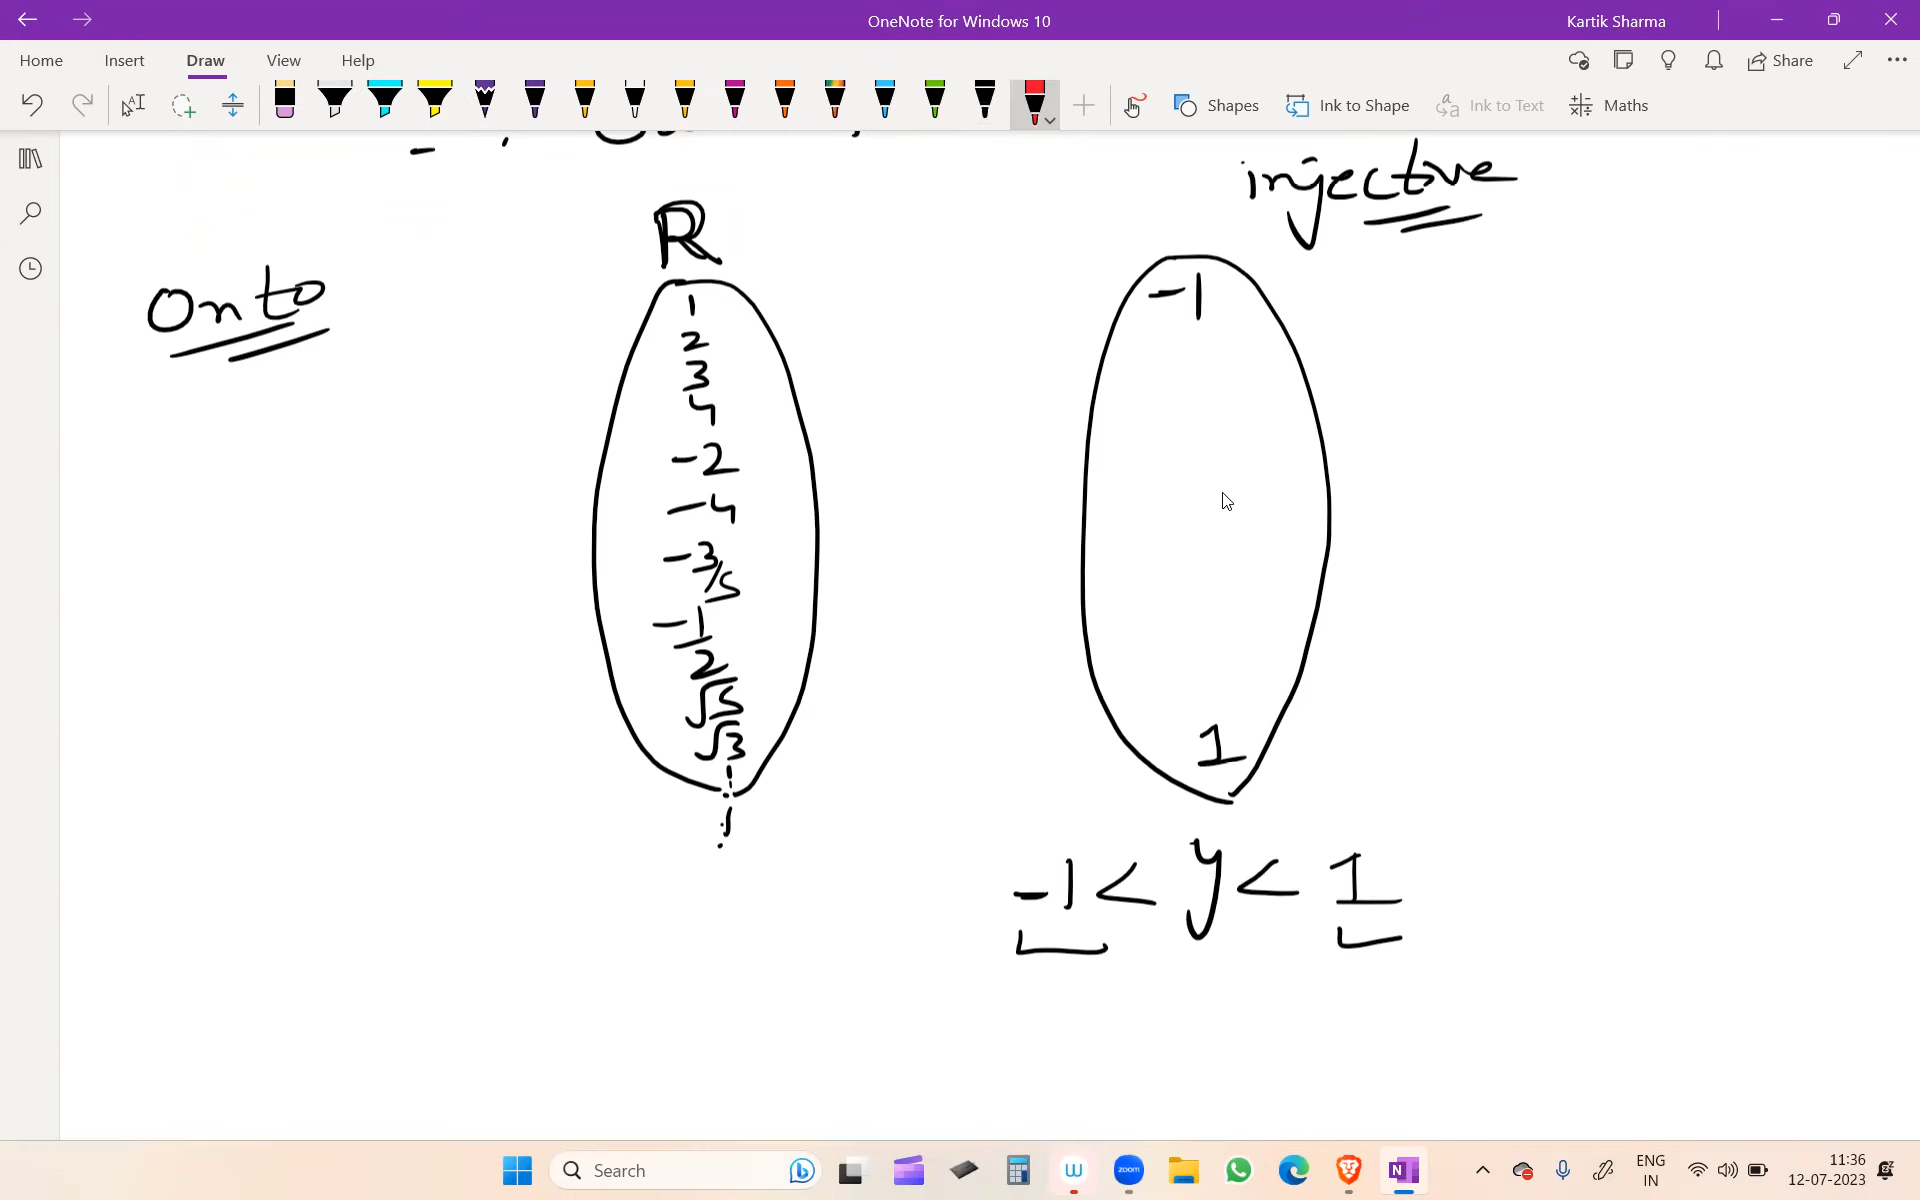 OneNote for Windows 10
Kartik Sharma
Home Insert Draw View Help
Share
Shapes Ink to Shape Ink to Text Maths
injective
R
Onto
1
2
3
4
-2
-4
-3/5
-1/2
√5
√3
-1
1
-1 < y < 1
Search
zoom
ENG
IN
11:36
12-07-2023